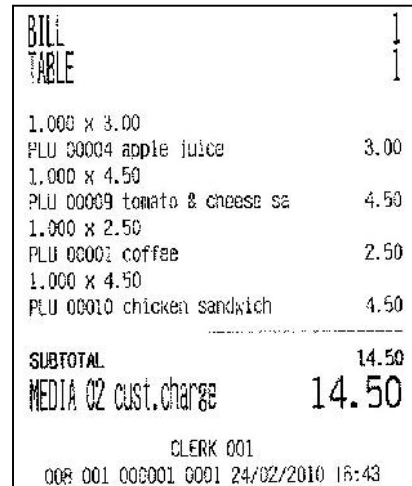 BILL 1
TABLE 1
1.000 x 3.00
PLU 00004 apple juice 3.00
1.000 x 4.50
PLU 00009 tomato & cheese sa 4.50
1.000 x 2.50
PLU 00001 coffee 2.50
1.000 x 4.50
PLU 00010 chicken sandwich 4.50
SUBTOTAL 14.50
MEDIA 02 cust.charge 14.50
CLERK 001
008 001 000001 0001 24/02/2010 16:43